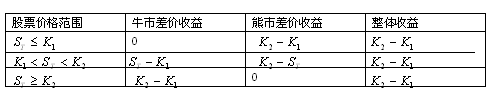 股票价格范围 牛市差价收益 熊市差价收益 整体收益
S_T ≤ K_1 0 K_2 − K_1 K_2 − K_1
K_1 < S_T < K_2 S_T − K_1 K_2 − S_T K_2 − K_1
S_T ≥ K_2 K_2 − K_1 0 K_2 − K_1